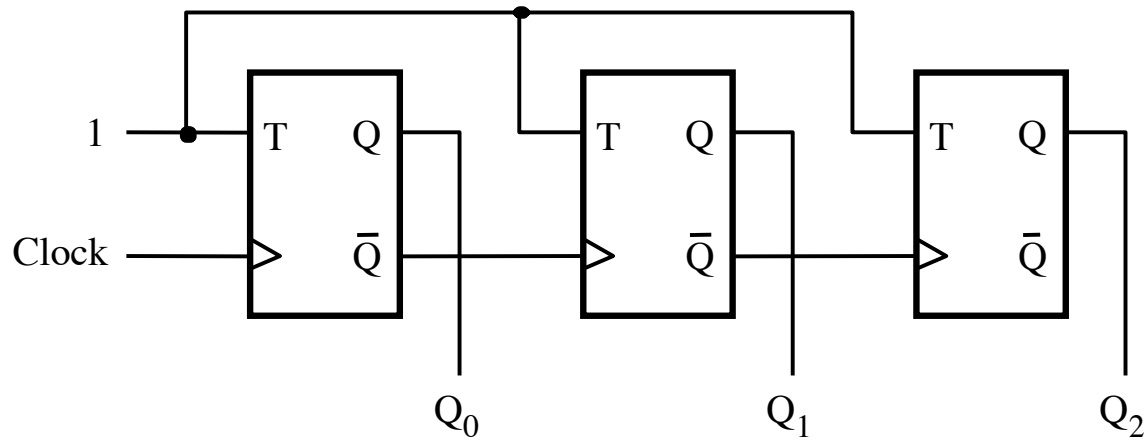 1 T Q T Q T Q
Clock Q̅ Q̅ Q̅
Q₀ Q₁ Q₂